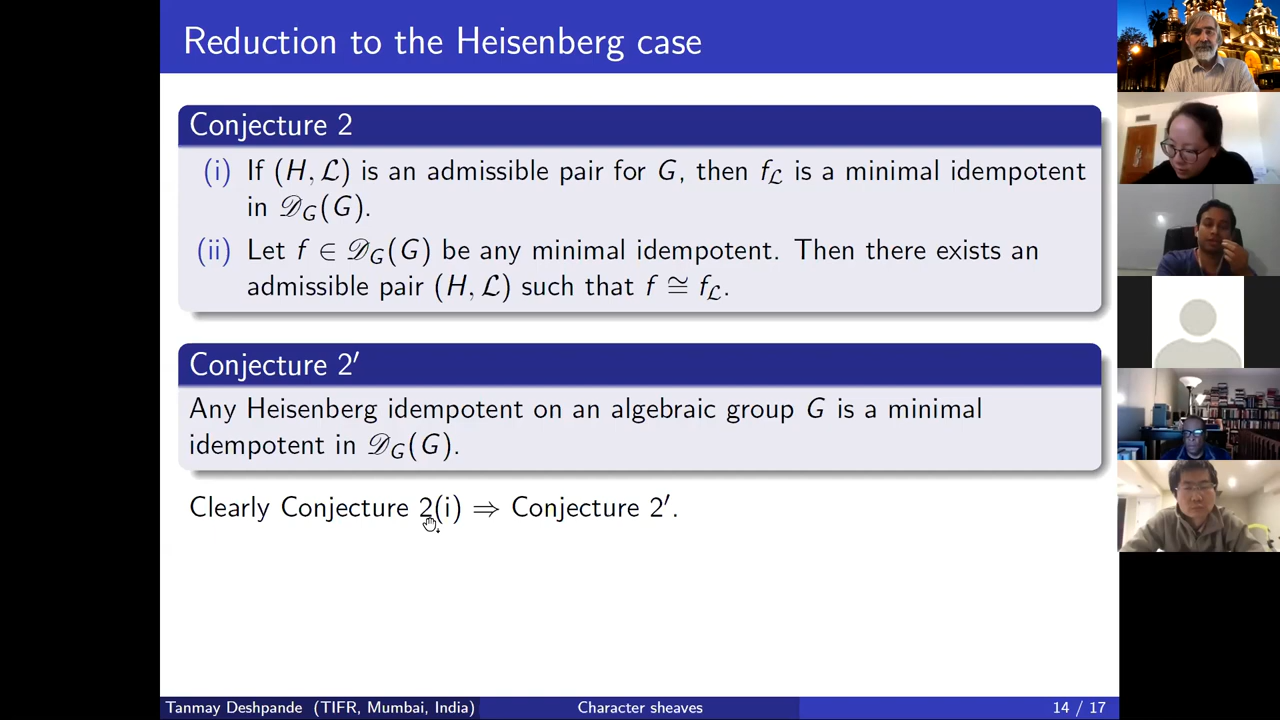 Reduction to the Heisenberg case
Conjecture 2
(i) If (H, ℒ) is an admissible pair for G, then f_ℒ is a minimal idempotent
in 𝒟_G(G).
(ii) Let f ∈ 𝒟_G(G) be any minimal idempotent. Then there exists an
admissible pair (H, ℒ) such that f ≅ f_ℒ.
Conjecture 2′
Any Heisenberg idempotent on an algebraic group G is a minimal
idempotent in 𝒟_G(G).
Clearly Conjecture 2(i) ⇒ Conjecture 2′.
Tanmay Deshpande (TIFR, Mumbai, India) Character sheaves 14 / 17